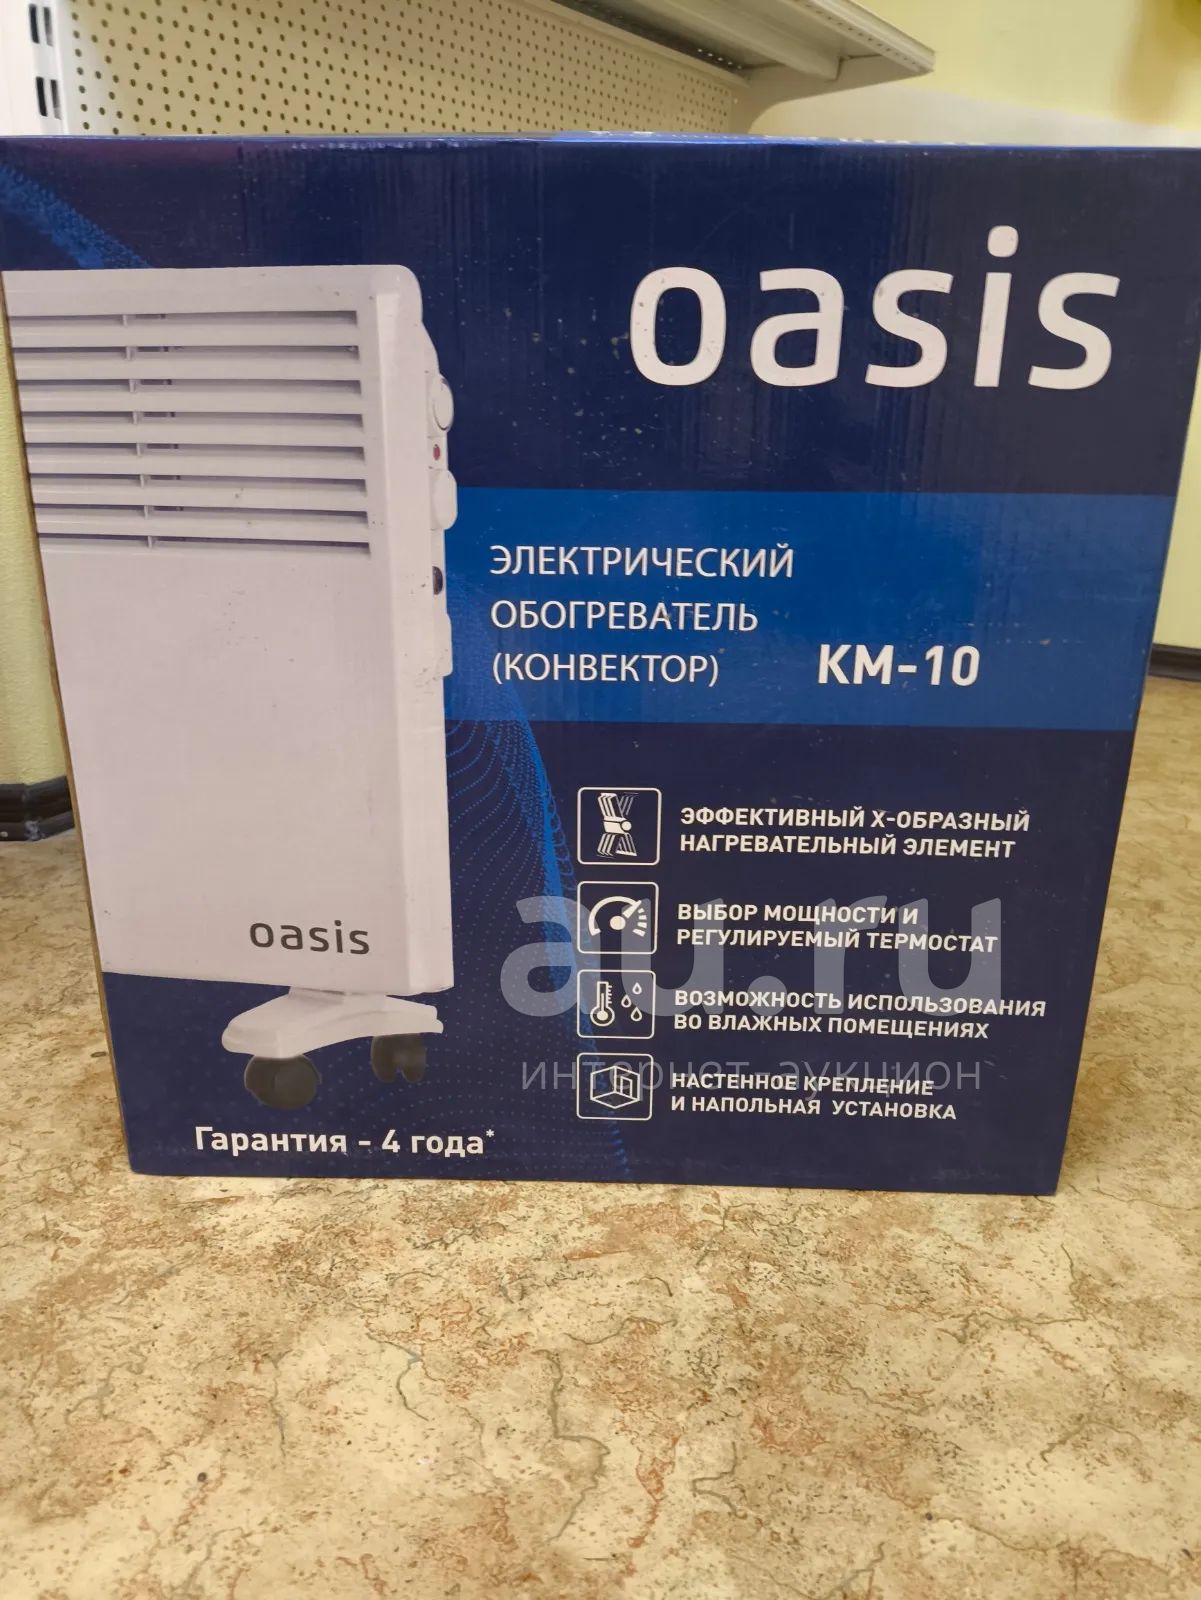 oasis
ЭЛЕКТРИЧЕСКИЙ
ОБОГРЕВАТЕЛЬ
(КОНВЕКТОР) КМ-10
ЭФФЕКТИВНЫЙ Х-ОБРАЗНЫЙ
НАГРЕВАТЕЛЬНЫЙ ЭЛЕМЕНТ
ВЫБОР МОЩНОСТИ И
РЕГУЛИРУЕМЫЙ ТЕРМОСТАТ
ВОЗМОЖНОСТЬ ИСПОЛЬЗОВАНИЯ
ВО ВЛАЖНЫХ ПОМЕЩЕНИЯХ
НАСТЕННОЕ КРЕПЛЕНИЕ
И НАПОЛЬНАЯ УСТАНОВКА
oasis
Гарантия - 4 года*
au.ru
интернет-аукцион